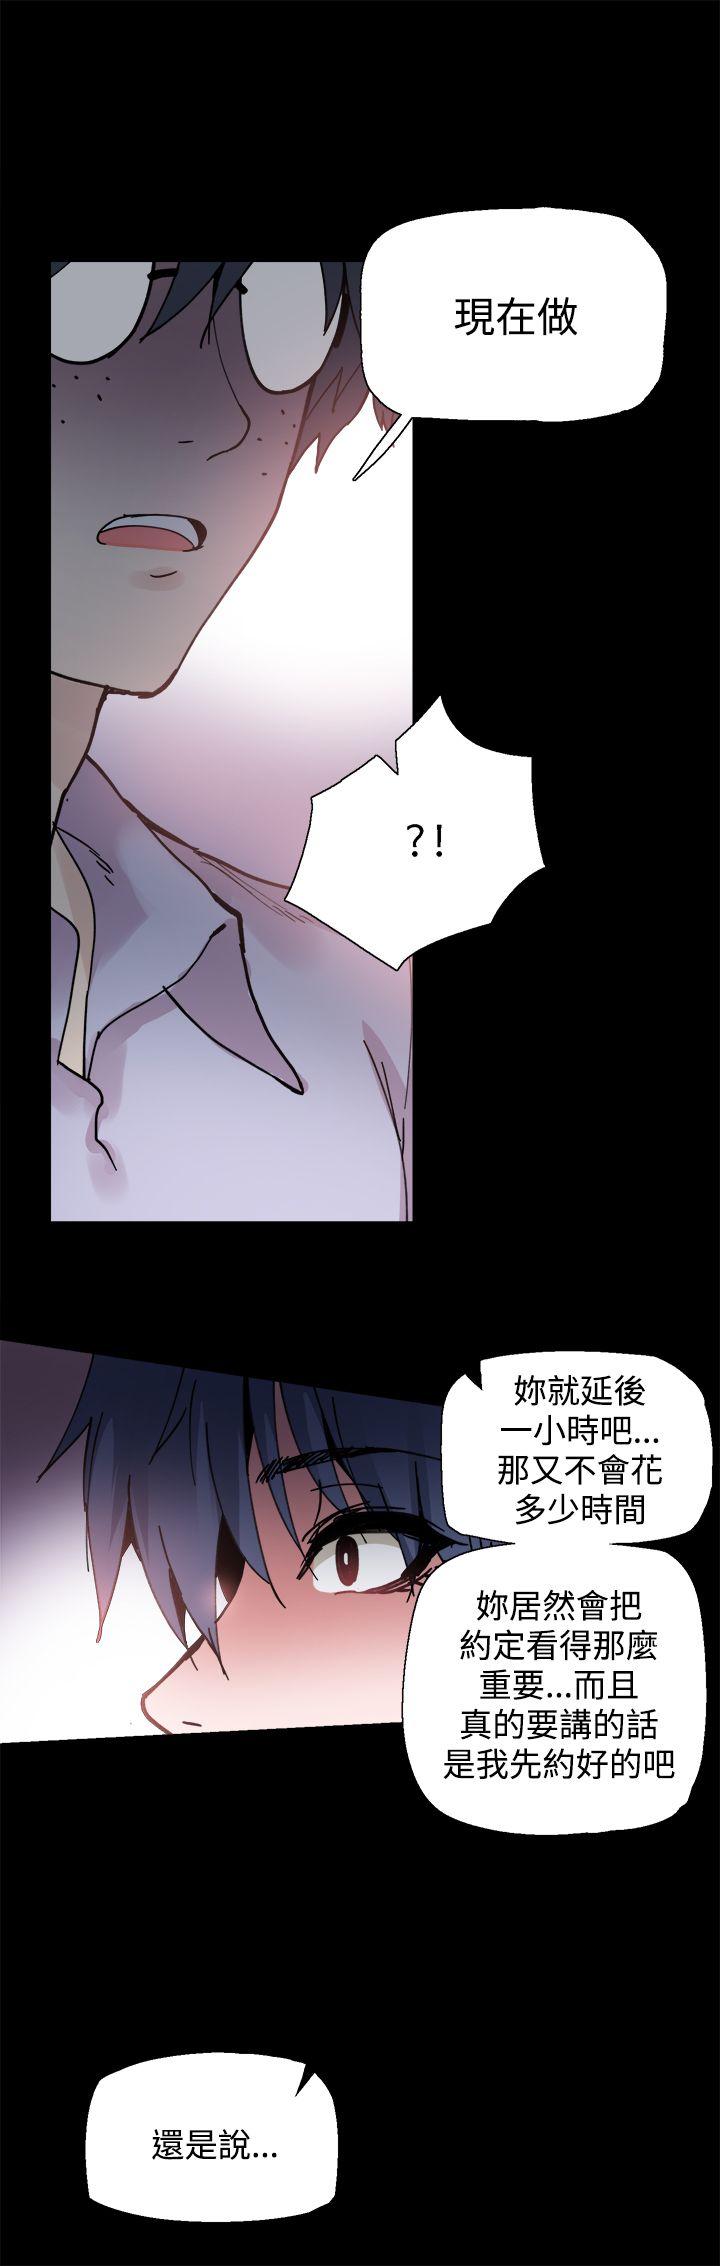 現在做
?!
妳就延後
一小時吧...
那又不會花
多少時間
妳居然會把
約定看得那麼
重要...而且
真的要講的話
是我先約好的吧
還是說...